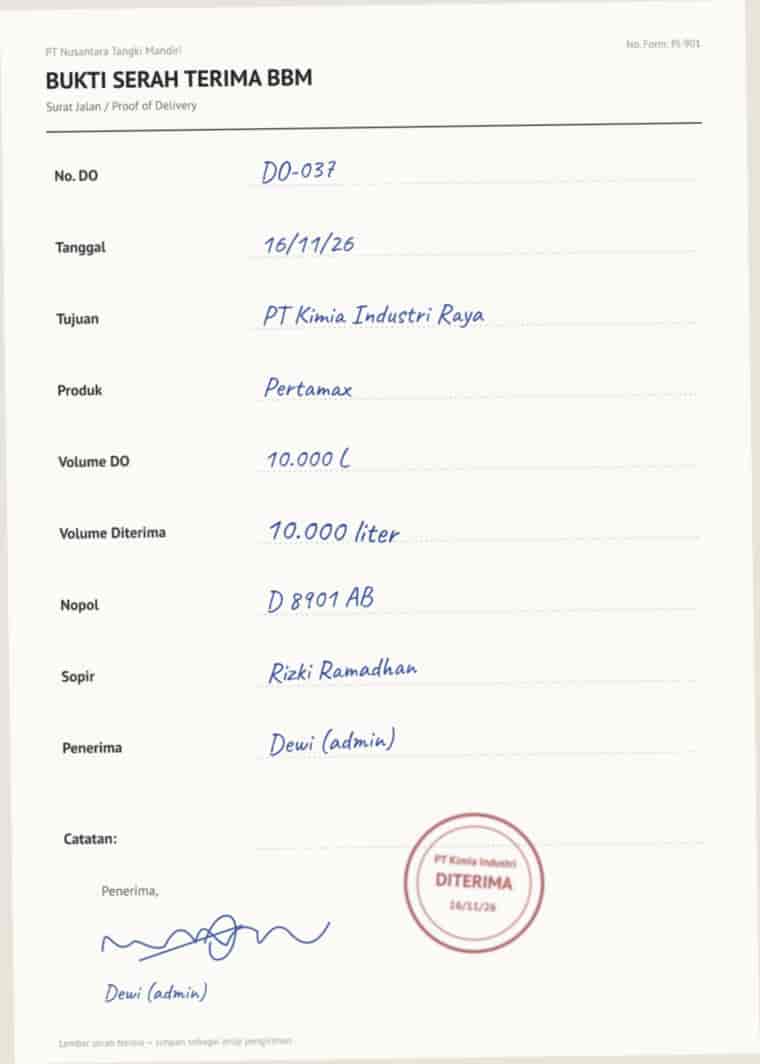 PT Nusantara Tangki Mandiri
No. Form: PI-901
BUKTI SERAH TERIMA BBM
Surat Jalan / Proof of Delivery
No. DO DO-037
Tanggal 16/11/26
Tujuan PT Kimia Industri Raya
Produk Pertamax
Volume DO 10.000 L
Volume Diterima 10.000 liter
Nopol D 8901 AB
Sopir Rizki Ramadhan
Penerima Dewi (admin)
Catatan:
PT Kimia Industri
DITERIMA
16/11/26
Penerima,
Dewi (admin)
Lembar serah terima — simpan sebagai arsip pengiriman